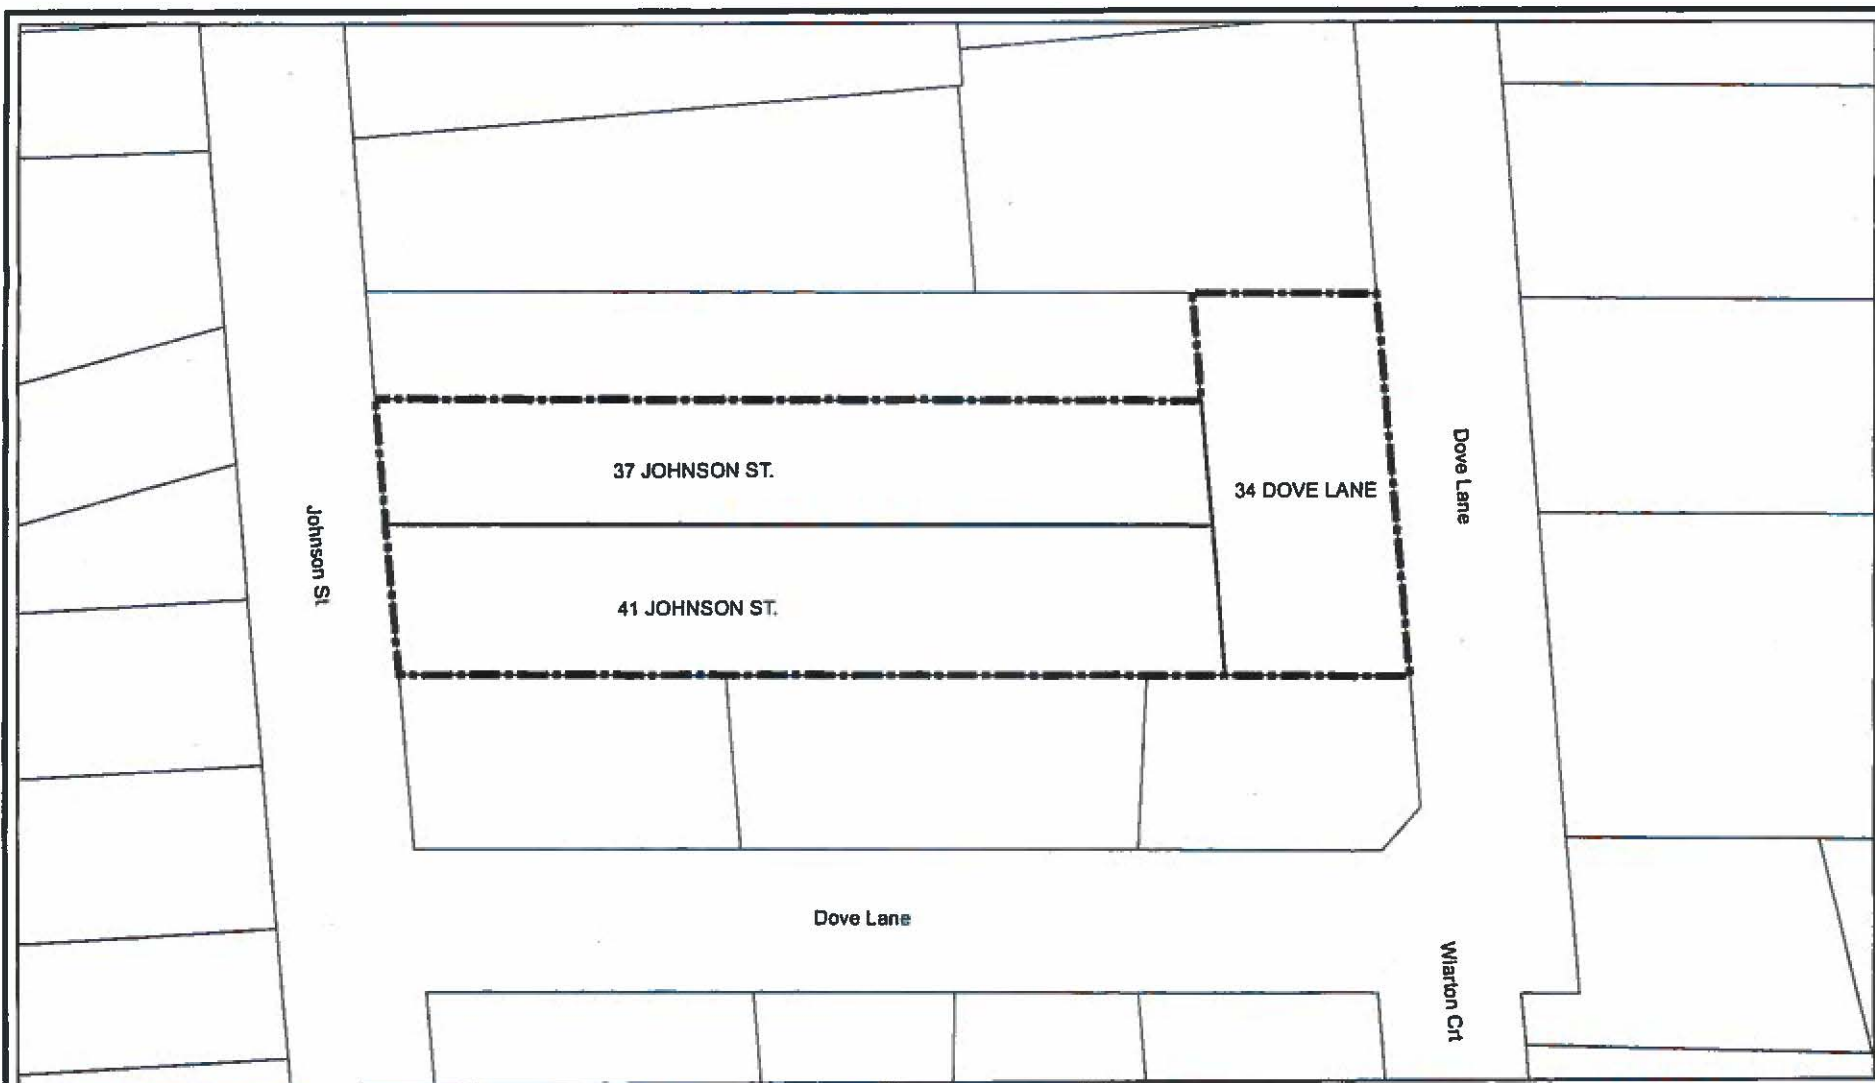 37 JOHNSON ST.
34 DOVE LANE
Dove Lane
Johnson St
41 JOHNSON ST.
Dove Lane
Wiarton Crt